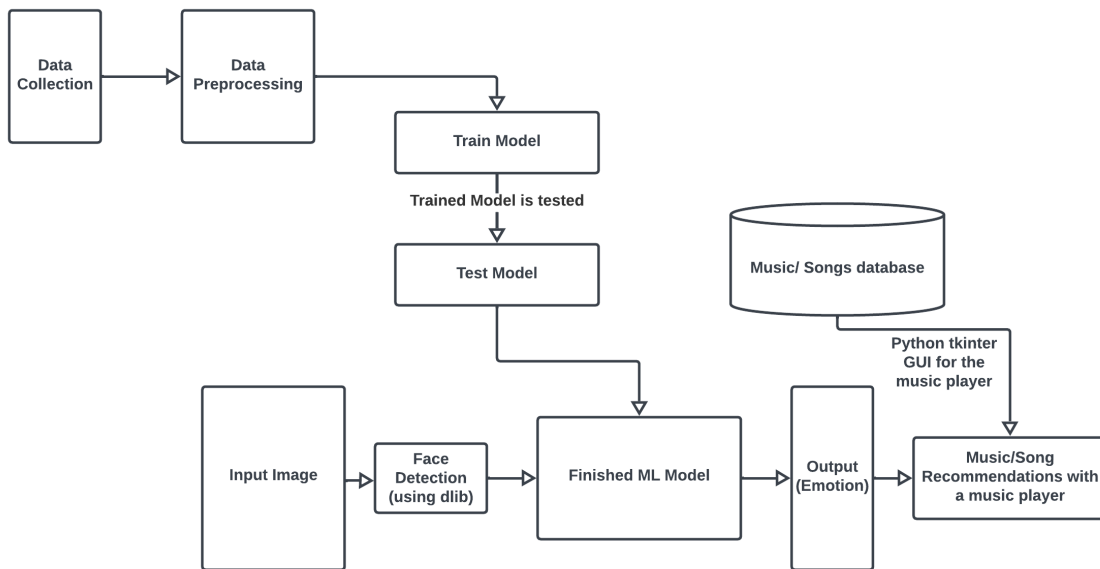 Data
Collection
Data
Preprocessing
Train Model
Trained Model is tested
Test Model
Music/ Songs database
Python tkinter
GUI for the
music player
Input Image
Face
Detection
(using dlib)
Finished ML Model
Output
(Emotion)
Music/Song
Recommendations with
a music player